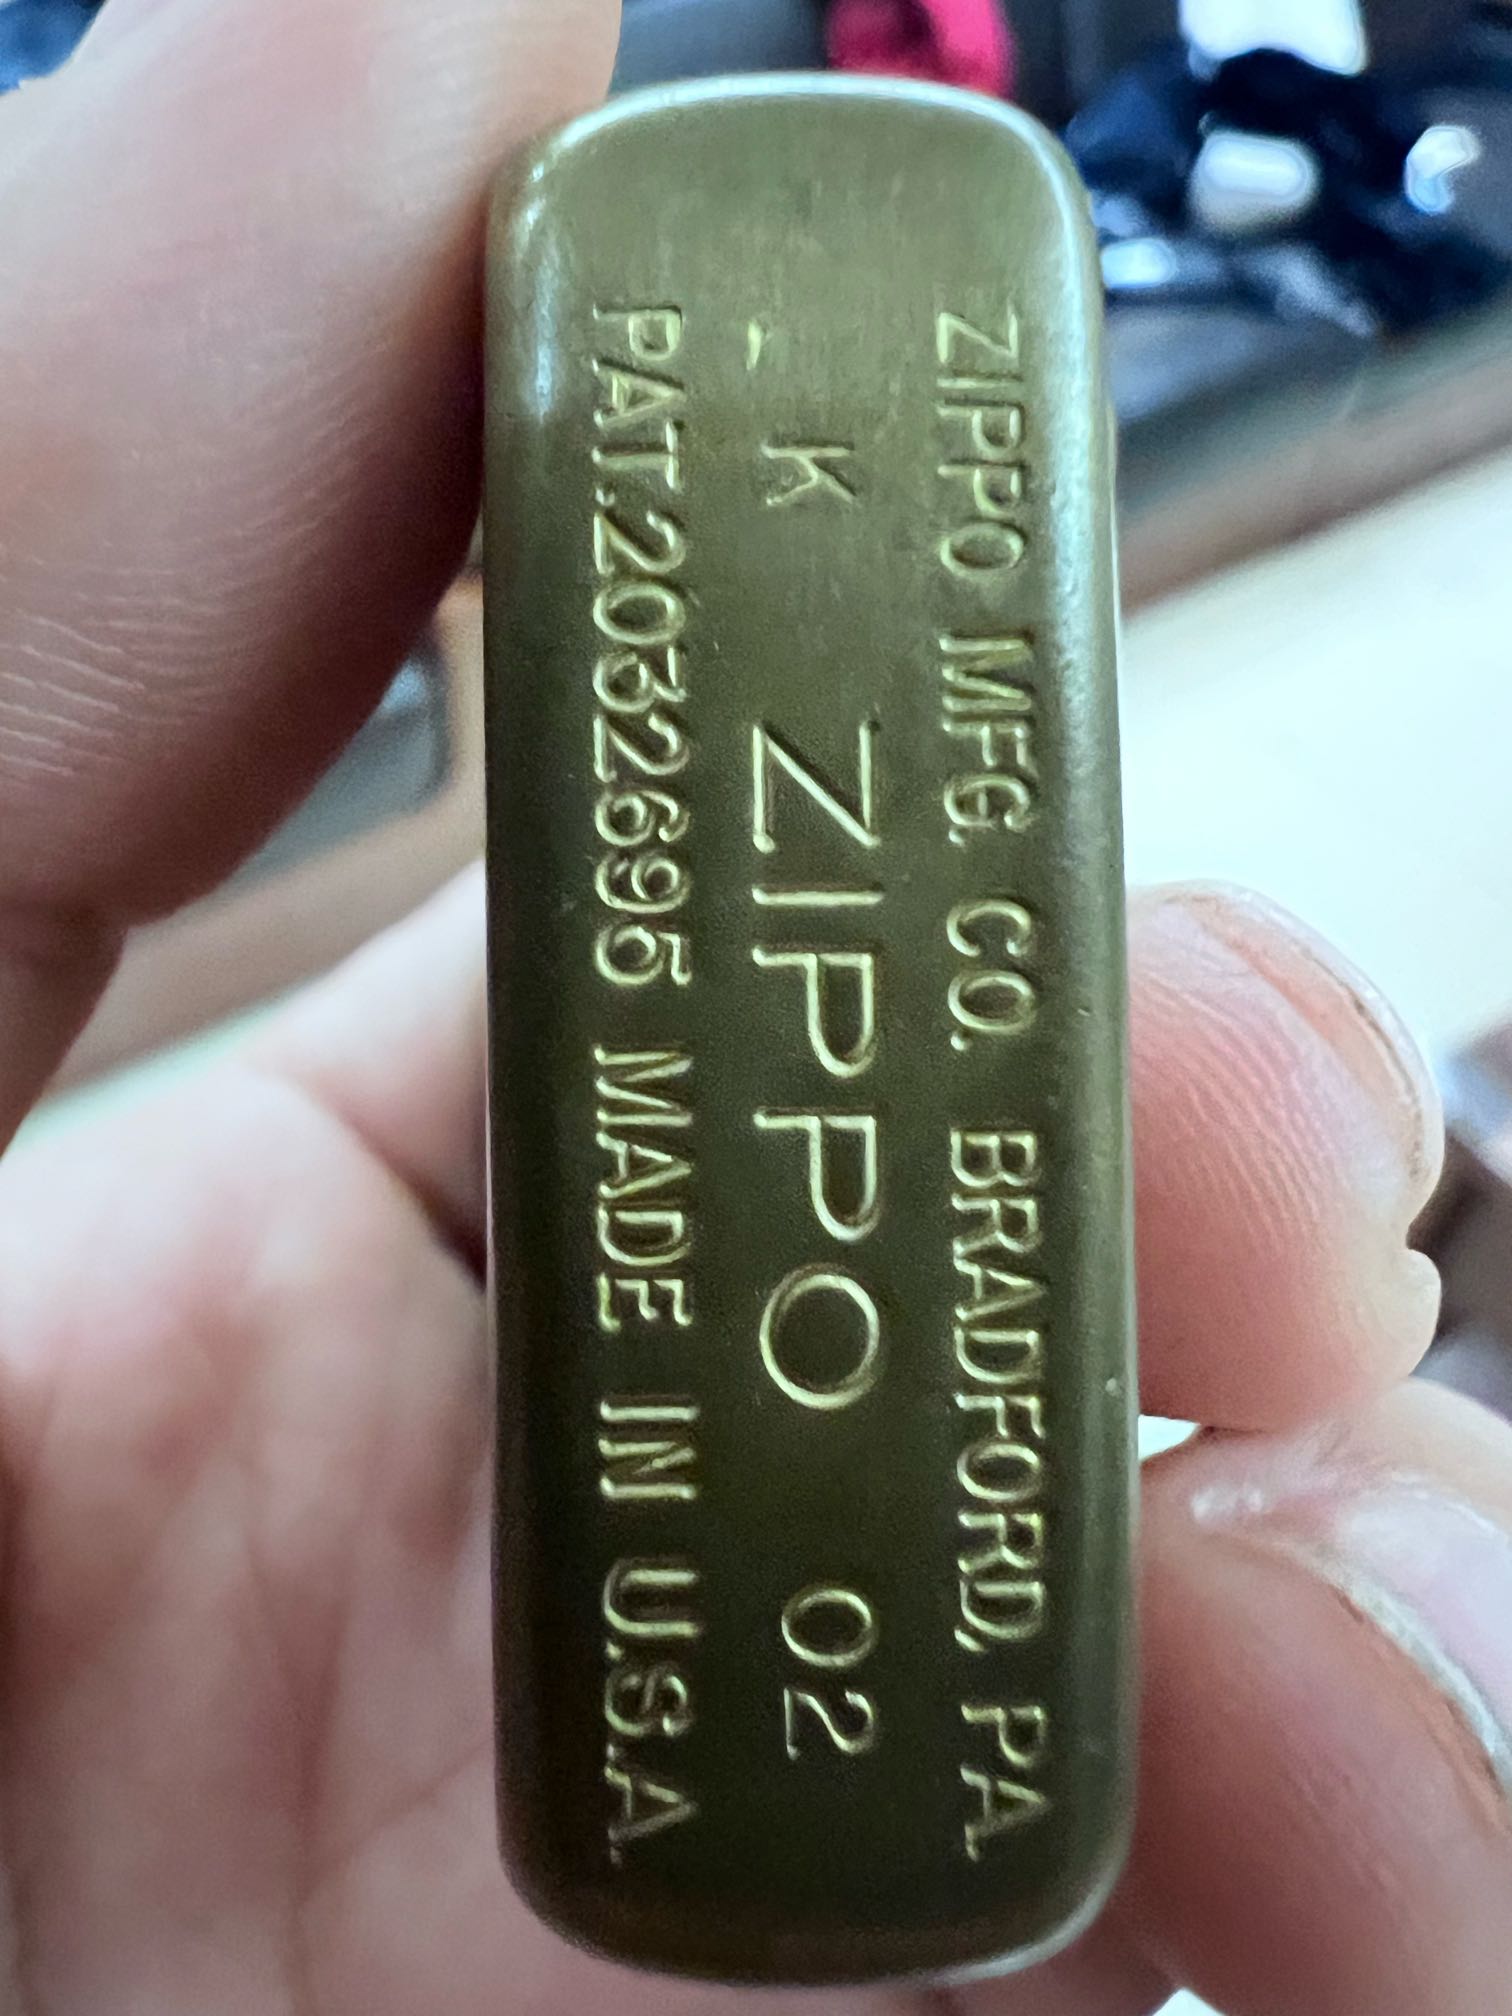 ZIPPO MFG. CO. BRADFORD, PA.
K ZIPPO 02
PAT.2032695 MADE IN U.S.A.